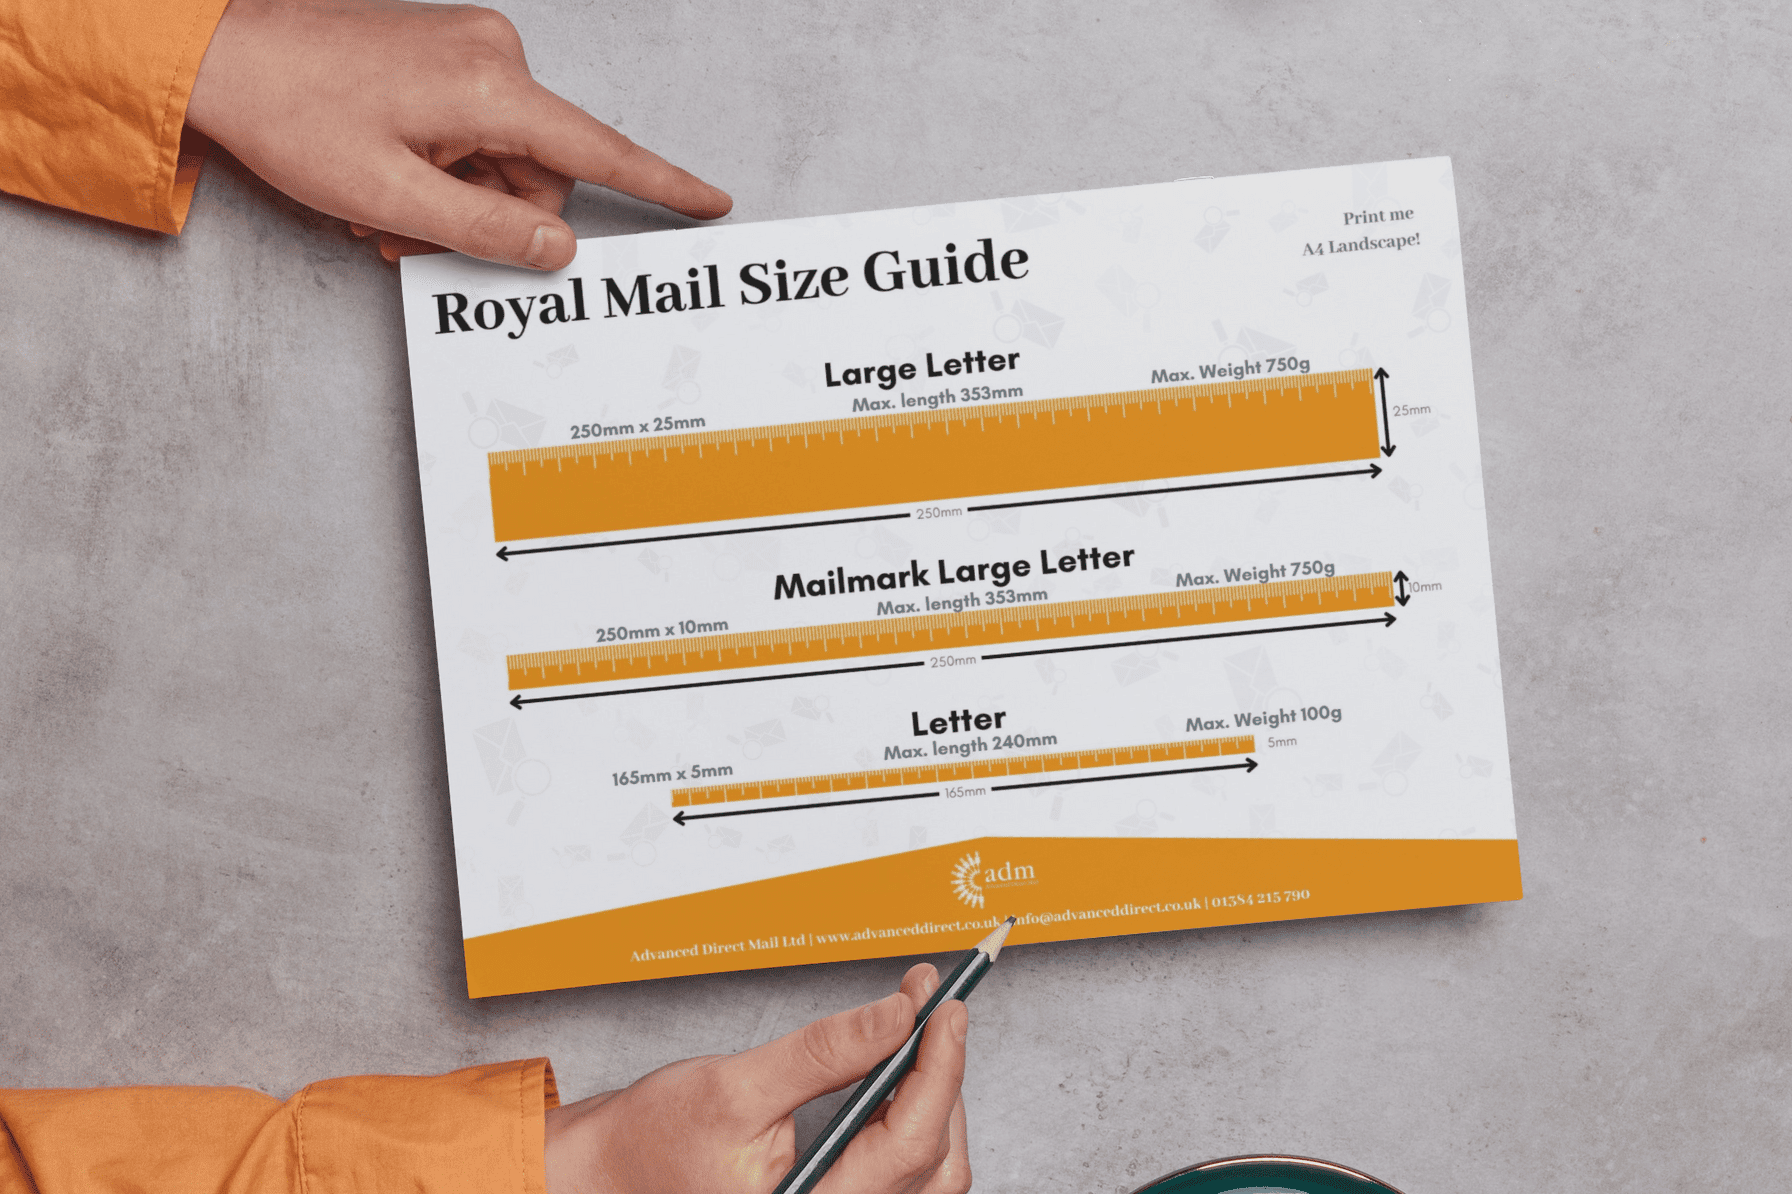 Print me
A4 Landscape!
Royal Mail Size Guide
Large Letter
Max. length 353mm
250mm x 25mm
Max. Weight 750g
25mm
250mm
Mailmark Large Letter
Max. length 353mm
250mm x 10mm
Max. Weight 750g
10mm
250mm
Letter
Max. length 240mm
165mm x 5mm
Max. Weight 100g
5mm
165mm
adm
Advanced Direct Mail Ltd | www.advanceddirect.co.uk | info@advanceddirect.co.uk | 01384 215 790